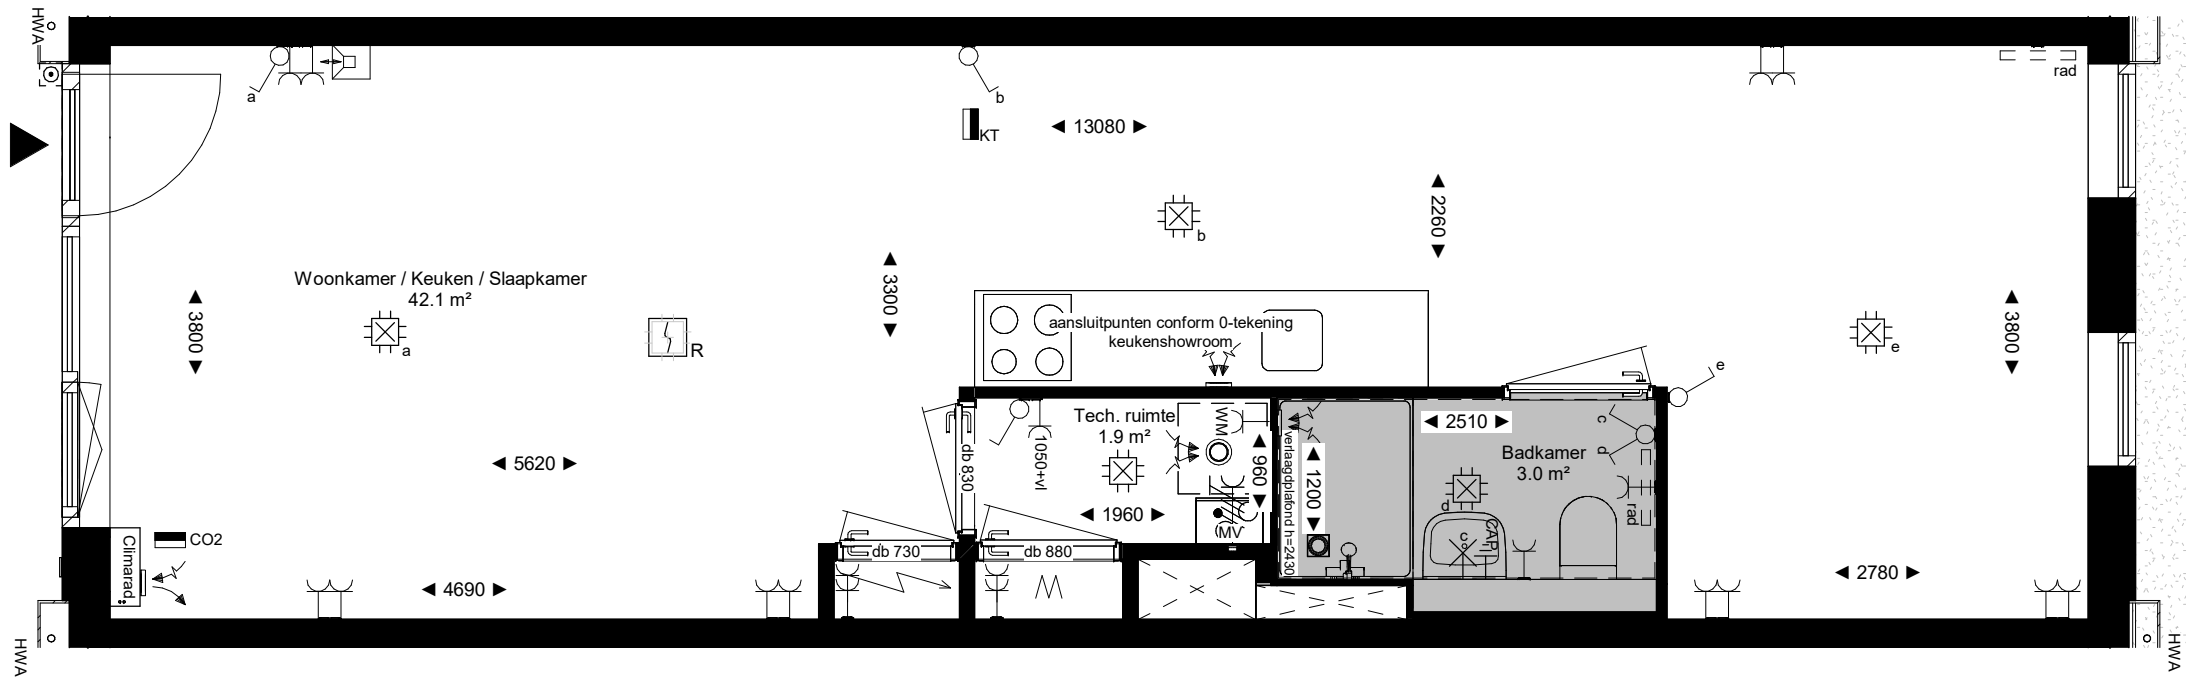 HWA
a
b
rad
KT
13080
2260
b
Woonkamer / Keuken / Slaapkamer
42.1 m²
3300
3800
3800
a
R
e
aansluitpunten conform 0-tekening
keukenshowroom
e
Tech. ruimte
1.9 m²
WM
2510
c
d
Badkamer
3.0 m²
5620
db 830
1050+vl
960
verlaagdplafond h=2430
1200
d
rad
1960
MV
c
CAP
Climarad
CO2
db 730
db 880
4690
2780
HWA
HWA